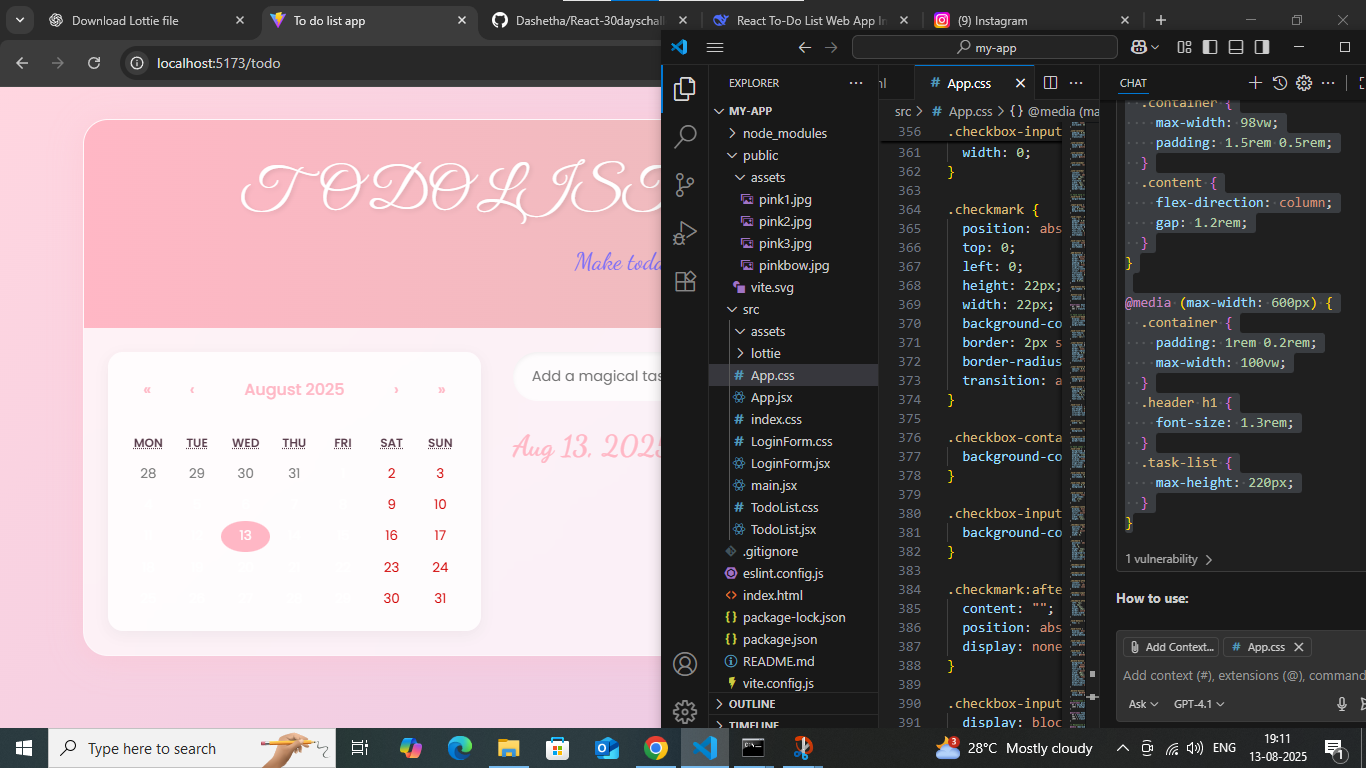 Download Lottie file
To do list app
Dashetha/React-30dayschall
React To-Do List Web App In
(9) Instagram
localhost:5173/todo
my-app
TODOLIST
Make toda
« ‹ August 2025 › »
MON TUE WED THU FRI SAT SUN
28 29 30 31 2 3
9 10
13 16 17
23 24
30 31
Add a magical tas
Aug 13, 2025
EXPLORER
MY-APP
node_modules
public
assets
pink1.jpg
pink2.jpg
pink3.jpg
pinkbow.jpg
vite.svg
src
assets
lottie
App.css
App.jsx
index.css
LoginForm.css
LoginForm.jsx
main.jsx
TodoList.css
TodoList.jsx
.gitignore
eslint.config.js
index.html
package-lock.json
package.json
README.md
vite.config.js
OUTLINE
TIMELINE
App.css
src > App.css > {} @media (ma
356 .checkbox-input
361 width: 0;
362 }
363
364 .checkmark {
365 position: abs
366 top: 0;
367 left: 0;
368 height: 22px;
369 width: 22px;
370 background-co
371 border: 2px s
372 border-radius
373 transition: a
374 }
375
376 .checkbox-conta
377 background-co
378 }
379
380 .checkbox-input
381 background-co
382 }
383
384 .checkmark:afte
385 content: "";
386 position: abs
387 display: none
388 }
389
390 .checkbox-input
391 display: bloc
CHAT
.container {
max-width: 98vw;
padding: 1.5rem 0.5rem;
}
.content {
flex-direction: column;
gap: 1.2rem;
}
}
@media (max-width: 600px) {
.container {
padding: 1rem 0.2rem;
max-width: 100vw;
}
.header h1 {
font-size: 1.3rem;
}
.task-list {
max-height: 220px;
}
}
1 vulnerability
How to use:
Add Context...
App.css
Add context (#), extensions (@), command
Ask
GPT-4.1
Type here to search
3
28°C Mostly cloudy
ENG
19:11
13-08-2025
1